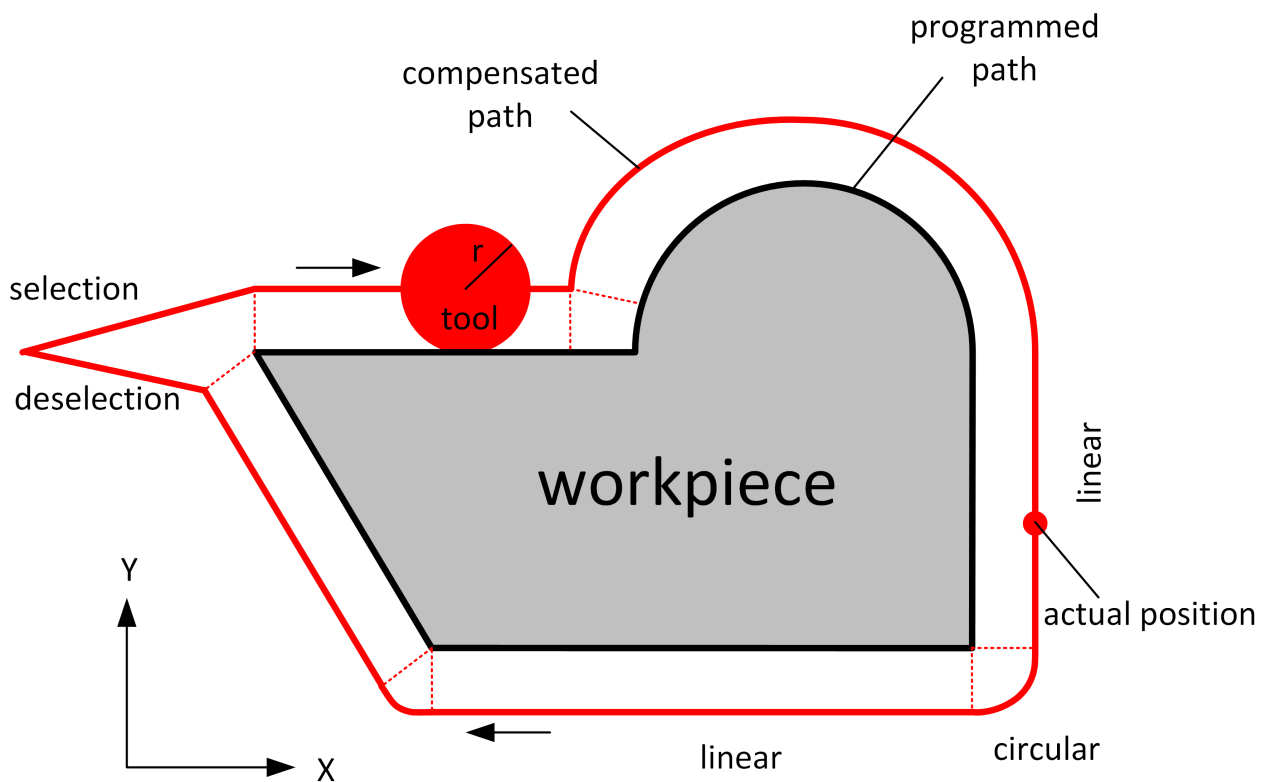 programmed
path
compensated
path
r
selection
tool
deselection
linear
workpiece
Y
actual position
linear
circular
X